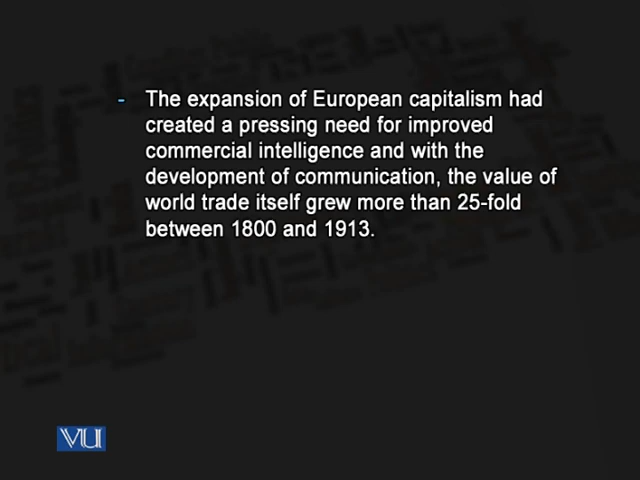 - The expansion of European capitalism had
created a pressing need for improved
commercial intelligence and with the
development of communication, the value of
world trade itself grew more than 25-fold
between 1800 and 1913.
VU